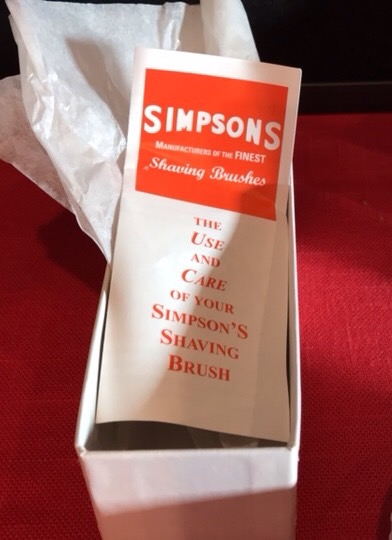 SIMPSONS
MANUFACTURERS OF THE FINEST
Shaving Brushes
THE
USE
AND
CARE
OF YOUR
SIMPSON'S
SHAVING
BRUSH